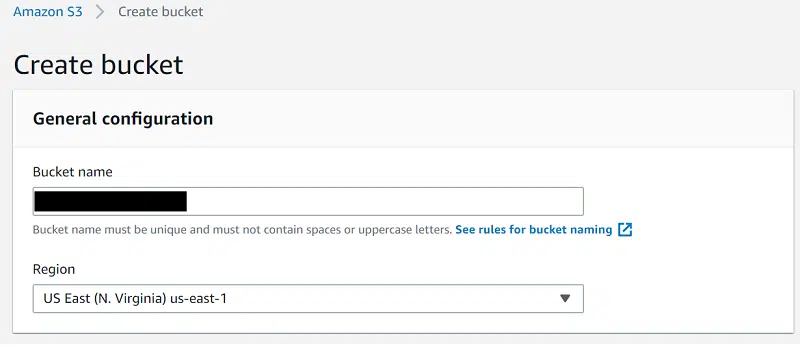 Amazon S3 > Create bucket
Create bucket
General configuration
Bucket name
Bucket name must be unique and must not contain spaces or uppercase letters. See rules for bucket naming
Region
US East (N. Virginia) us-east-1